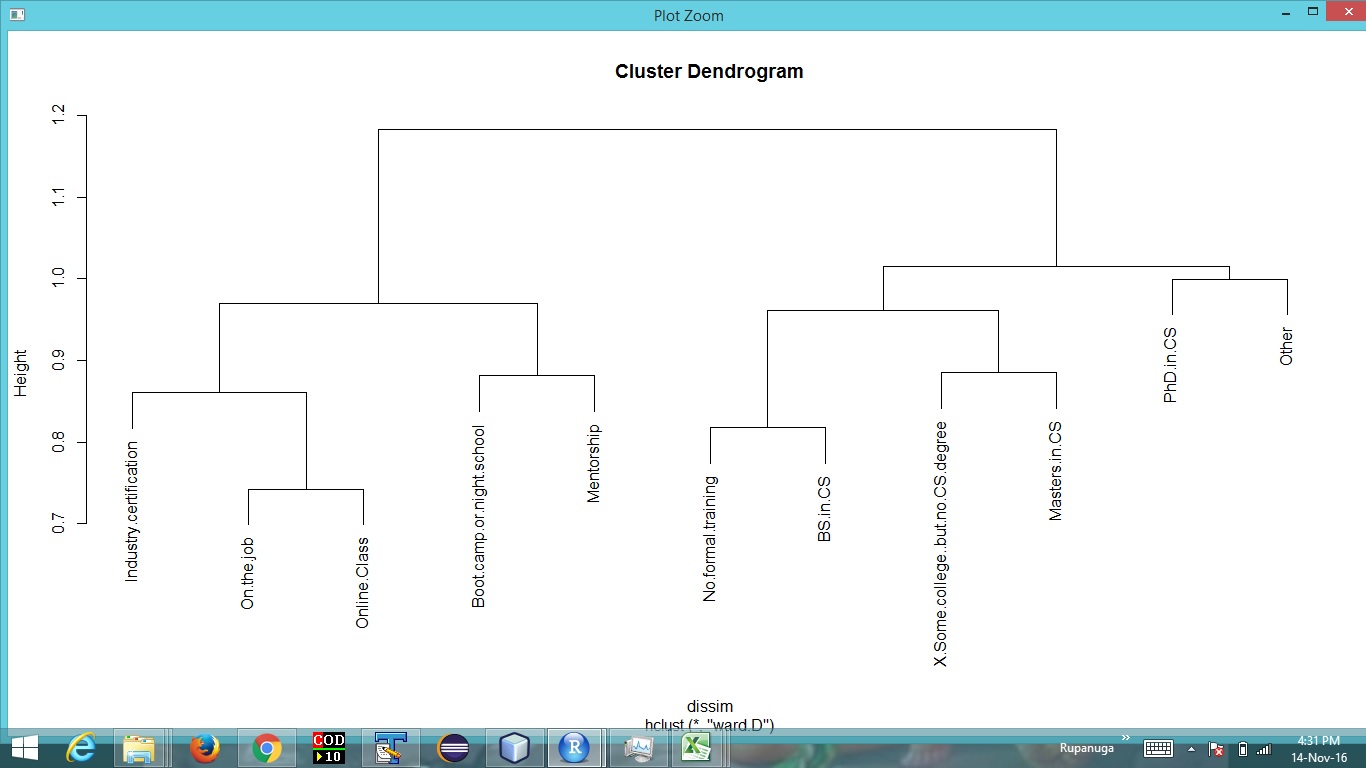 Plot Zoom
Cluster Dendrogram
Height
1.2
1.1
1.0
0.9
0.8
0.7
Industry.certification
On.the.job
Online.Class
Boot.camp.or.night.school
Mentorship
No.formal.training
BS.in.CS
X.Some.college..but.no.CS.degree
Masters.in.CS
PhD.in.CS
Other
dissim
hclust (*, "ward.D")
COD
10
R
Rupanuga
4:31 PM
14-Nov-16